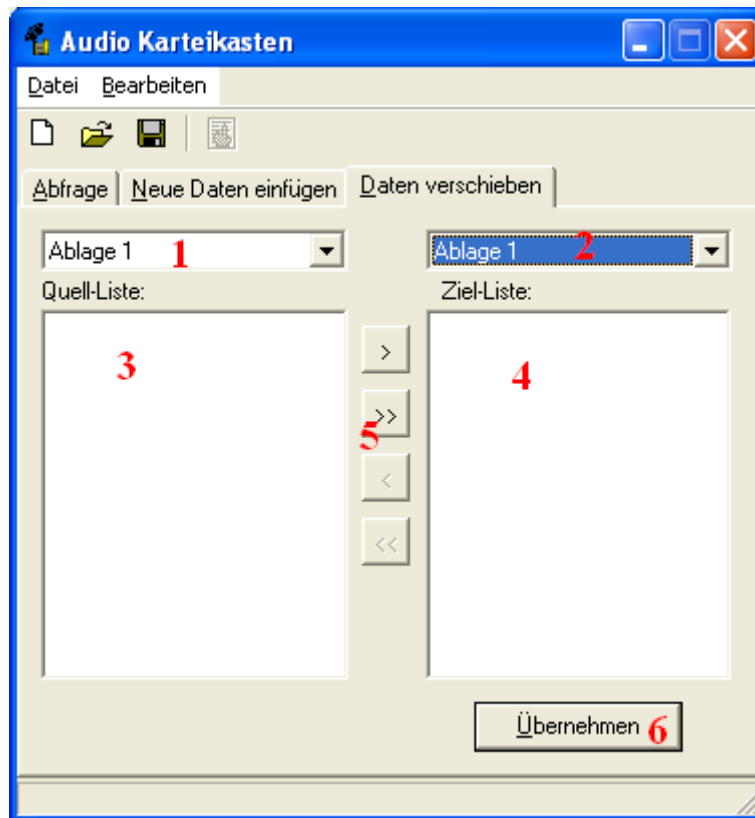 Audio Karteikasten
Datei Bearbeiten
Abfrage Neue Daten einfügen Daten verschieben
Ablage 1 1 Ablage 1 2
Quell-Liste: Ziel-Liste:
3 > 4
>>
5
<
<<
Übernehmen 6